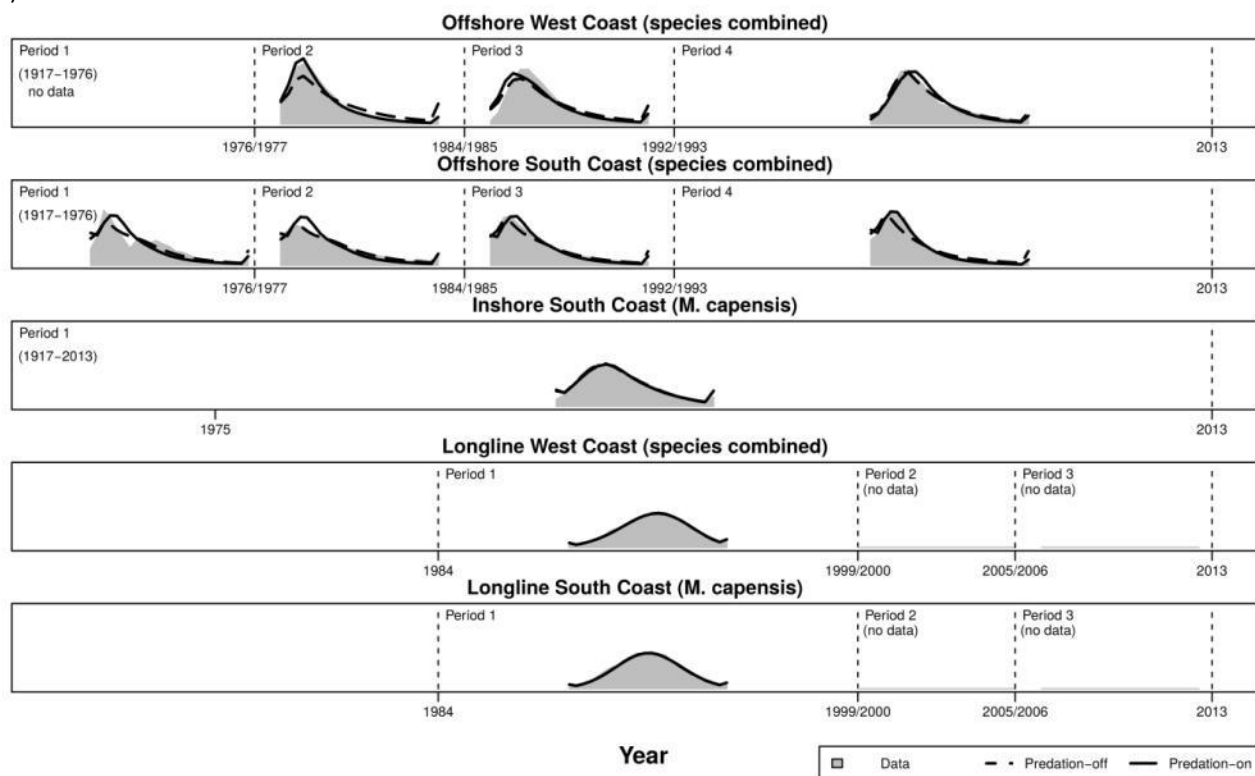 Offshore West Coast (species combined)
Period 1 Period 2 Period 3 Period 4
(1917−1976)
no data
1976/1977 1984/1985 1992/1993 2013
Offshore South Coast (species combined)
Period 1 Period 2 Period 3 Period 4
(1917−1976)
1976/1977 1984/1985 1992/1993 2013
Inshore South Coast (M. capensis)
Period 1
(1917−2013)
1975 2013
Longline West Coast (species combined)
Period 1 Period 2 Period 3
(no data) (no data)
1984 1999/2000 2005/2006 2013
Longline South Coast (M. capensis)
Period 1 Period 2 Period 3
(no data) (no data)
1984 1999/2000 2005/2006 2013
Year
Data Predation−off Predation−on